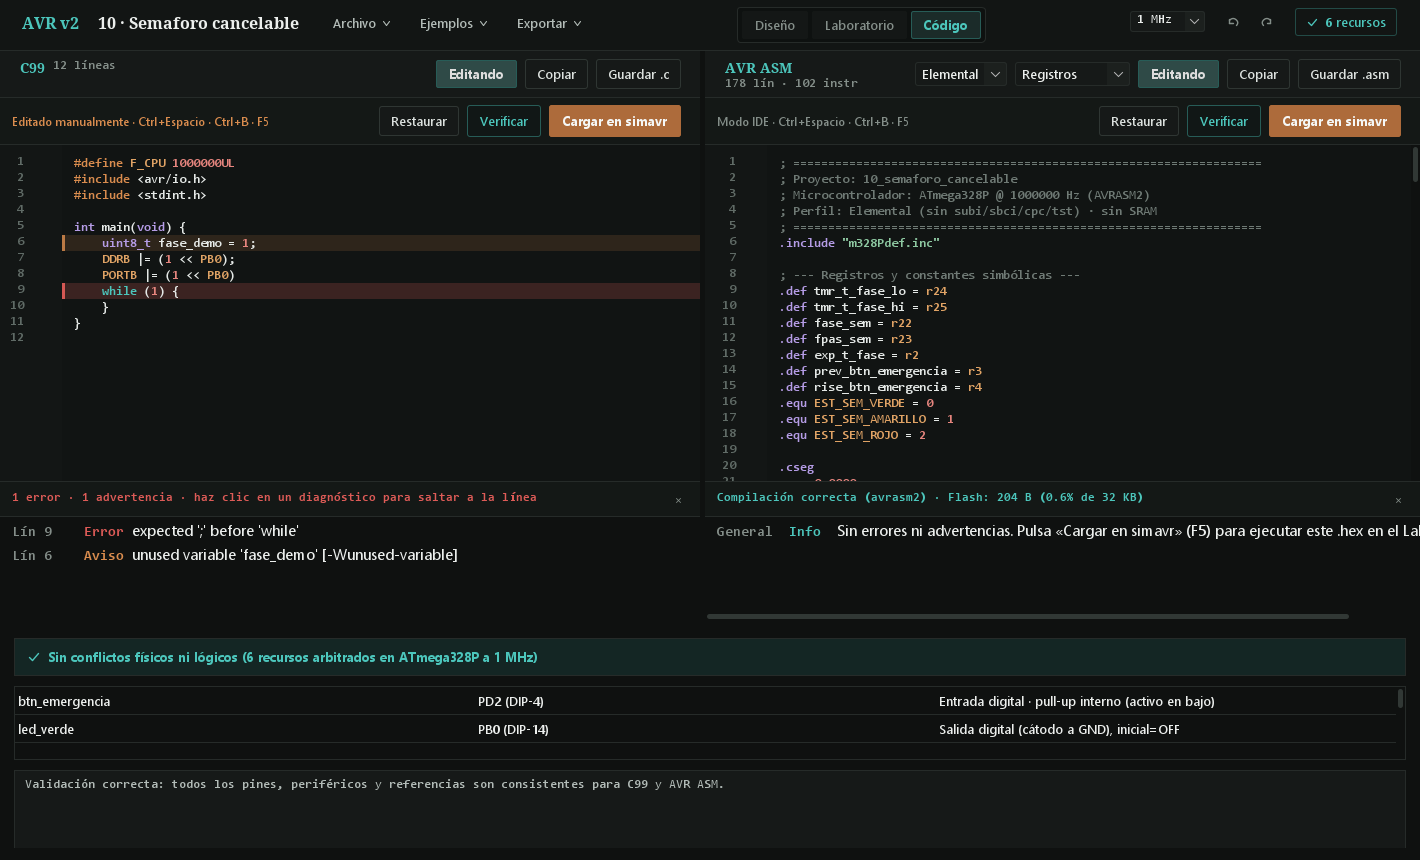 AVR v2 10 · Semaforo cancelable Archivo Ejemplos Exportar Diseño Laboratorio Código 1 MHz 6 recursos
C99 12 líneas Editando Copiar Guardar .c
Editado manualmente · Ctrl+Espacio · Ctrl+B · F5 Restaurar Verificar Cargar en simavr
1 #define F_CPU 1000000UL
2 #include <avr/io.h>
3 #include <stdint.h>
4
5 int main(void) {
6 uint8_t fase_demo = 1;
7 DDRB |= (1 << PB0);
8 PORTB |= (1 << PB0)
9 while (1) {
10 }
11 }
12
1 error · 1 advertencia · haz clic en un diagnóstico para saltar a la línea ×
Lín 9 Error expected ';' before 'while'
Lín 6 Aviso unused variable 'fase_demo' [-Wunused-variable]
AVR ASM Elemental Registros Editando Copiar Guardar .asm
178 lín · 102 instr
Modo IDE · Ctrl+Espacio · Ctrl+B · F5 Restaurar Verificar Cargar en simavr
1 ; ===================================================================
2 ; Proyecto: 10_semaforo_cancelable
3 ; Microcontrolador: ATmega328P @ 1000000 Hz (AVRASM2)
4 ; Perfil: Elemental (sin subi/sbci/cpc/tst) · sin SRAM
5 ; ===================================================================
6 .include "m328Pdef.inc"
7
8 ; --- Registros y constantes simbólicas ---
9 .def tmr_t_fase_lo = r24
10 .def tmr_t_fase_hi = r25
11 .def fase_sem = r22
12 .def fpas_sem = r23
13 .def exp_t_fase = r2
14 .def prev_btn_emergencia = r3
15 .def rise_btn_emergencia = r4
16 .equ EST_SEM_VERDE = 0
17 .equ EST_SEM_AMARILLO = 1
18 .equ EST_SEM_ROJO = 2
19
20 .cseg
Compilación correcta (avrasm2) · Flash: 204 B (0.6% de 32 KB) ×
General Info Sin errores ni advertencias. Pulsa «Cargar en simavr» (F5) para ejecutar este .hex en el La
Sin conflictos físicos ni lógicos (6 recursos arbitrados en ATmega328P a 1 MHz)
btn_emergencia PD2 (DIP-4) Entrada digital · pull-up interno (activo en bajo)
led_verde PB0 (DIP-14) Salida digital (cátodo a GND), inicial=OFF
Validación correcta: todos los pines, periféricos y referencias son consistentes para C99 y AVR ASM.